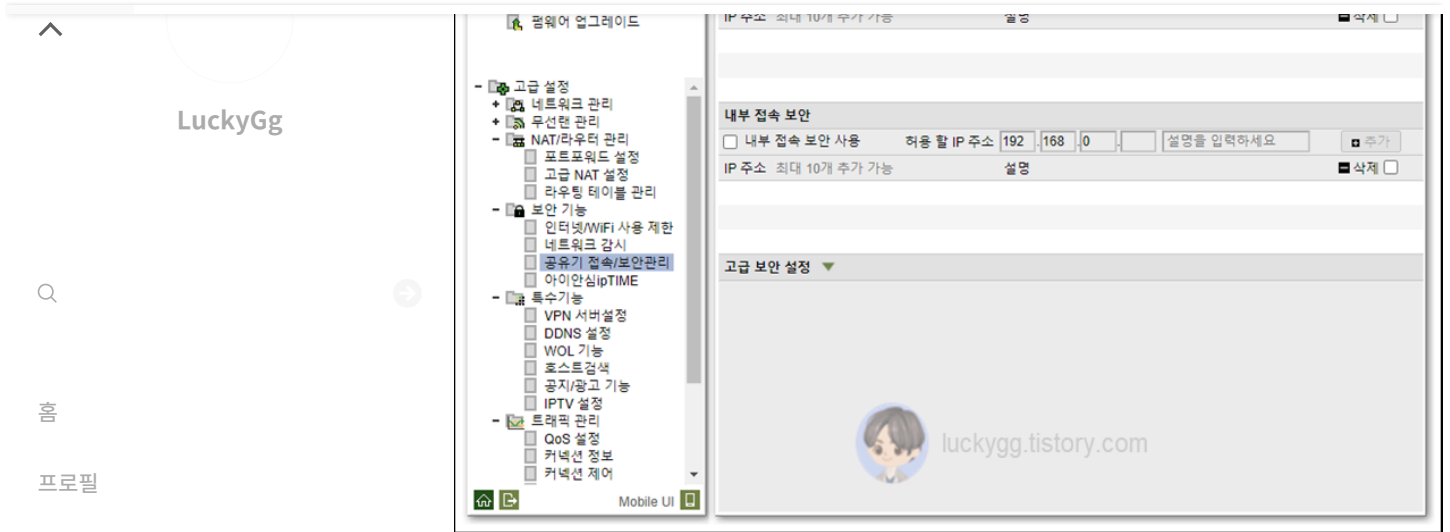 LuckyGg
홈
프로필
펌웨어 업그레이드
고급 설정
네트워크 관리
무선랜 관리
NAT/라우터 관리
포트포워드 설정
고급 NAT 설정
라우팅 테이블 관리
보안 기능
인터넷/WiFi 사용 제한
네트워크 감시
공유기 접속/보안관리
아이안심ipTIME
특수기능
VPN 서버설정
DDNS 설정
WOL 기능
호스트검색
공지/광고 기능
IPTV 설정
트래픽 관리
QoS 설정
커넥션 정보
커넥션 제어
Mobile UI
IP 주소 최대 10개 추가 가능 설명 삭제
내부 접속 보안
내부 접속 보안 사용 허용 할 IP 주소 192 . 168 . 0 . 설명을 입력하세요 추가
IP 주소 최대 10개 추가 가능 설명 삭제
고급 보안 설정
luckygg.tistory.com